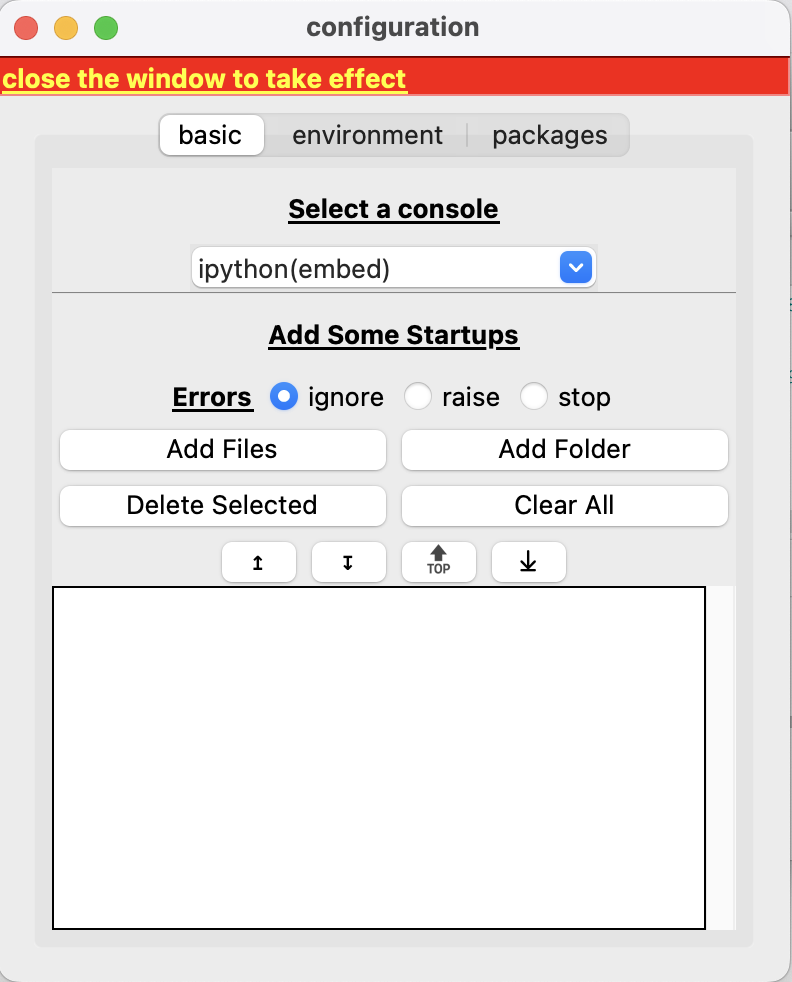 configuration
close the window to take effect
basic environment packages
Select a console
ipython(embed)
Add Some Startups
Errors ignore raise stop
Add Files Add Folder
Delete Selected Clear All
↥ ↧ TOP ↓